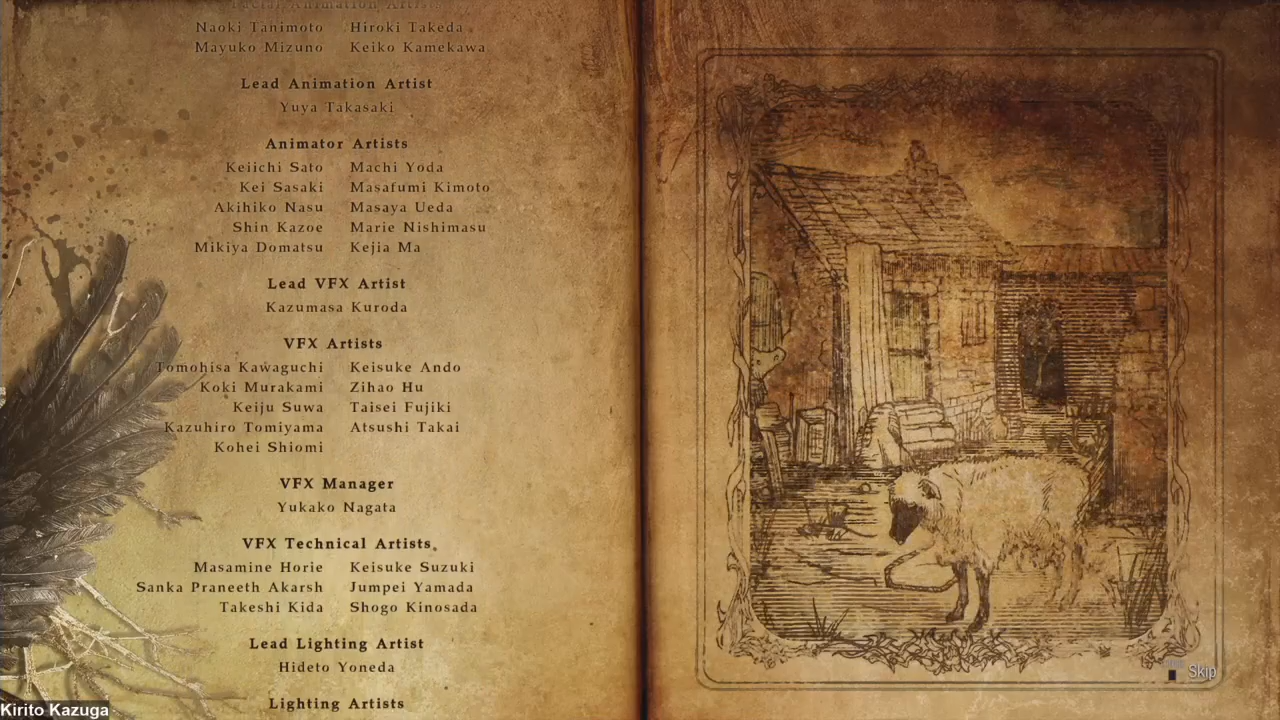 Facial Animation Artists
Naoki Tanimoto Hiroki Takeda
Mayuko Mizuno Keiko Kamekawa
Lead Animation Artist
Yuya Takasaki
Animator Artists
Keiichi Sato Machi Yoda
Kei Sasaki Masafumi Kimoto
Akihiko Nasu Masaya Ueda
Shin Kazoe Marie Nishimasu
Mikiya Domatsu Kejia Ma
Lead VFX Artist
Kazumasa Kuroda
VFX Artists
Tomohisa Kawaguchi Keisuke Ando
Koki Murakami Zihao Hu
Keiju Suwa Taisei Fujiki
Kazuhiro Tomiyama Atsushi Takai
Kohei Shiomi
VFX Manager
Yukako Nagata
VFX Technical Artists
Masamine Horie Keisuke Suzuki
Sanka Praneeth Akarsh Jumpei Yamada
Takeshi Kida Shogo Kinosada
Lead Lighting Artist
Hideto Yoneda
Lighting Artists
Skip
Kirito Kazuga